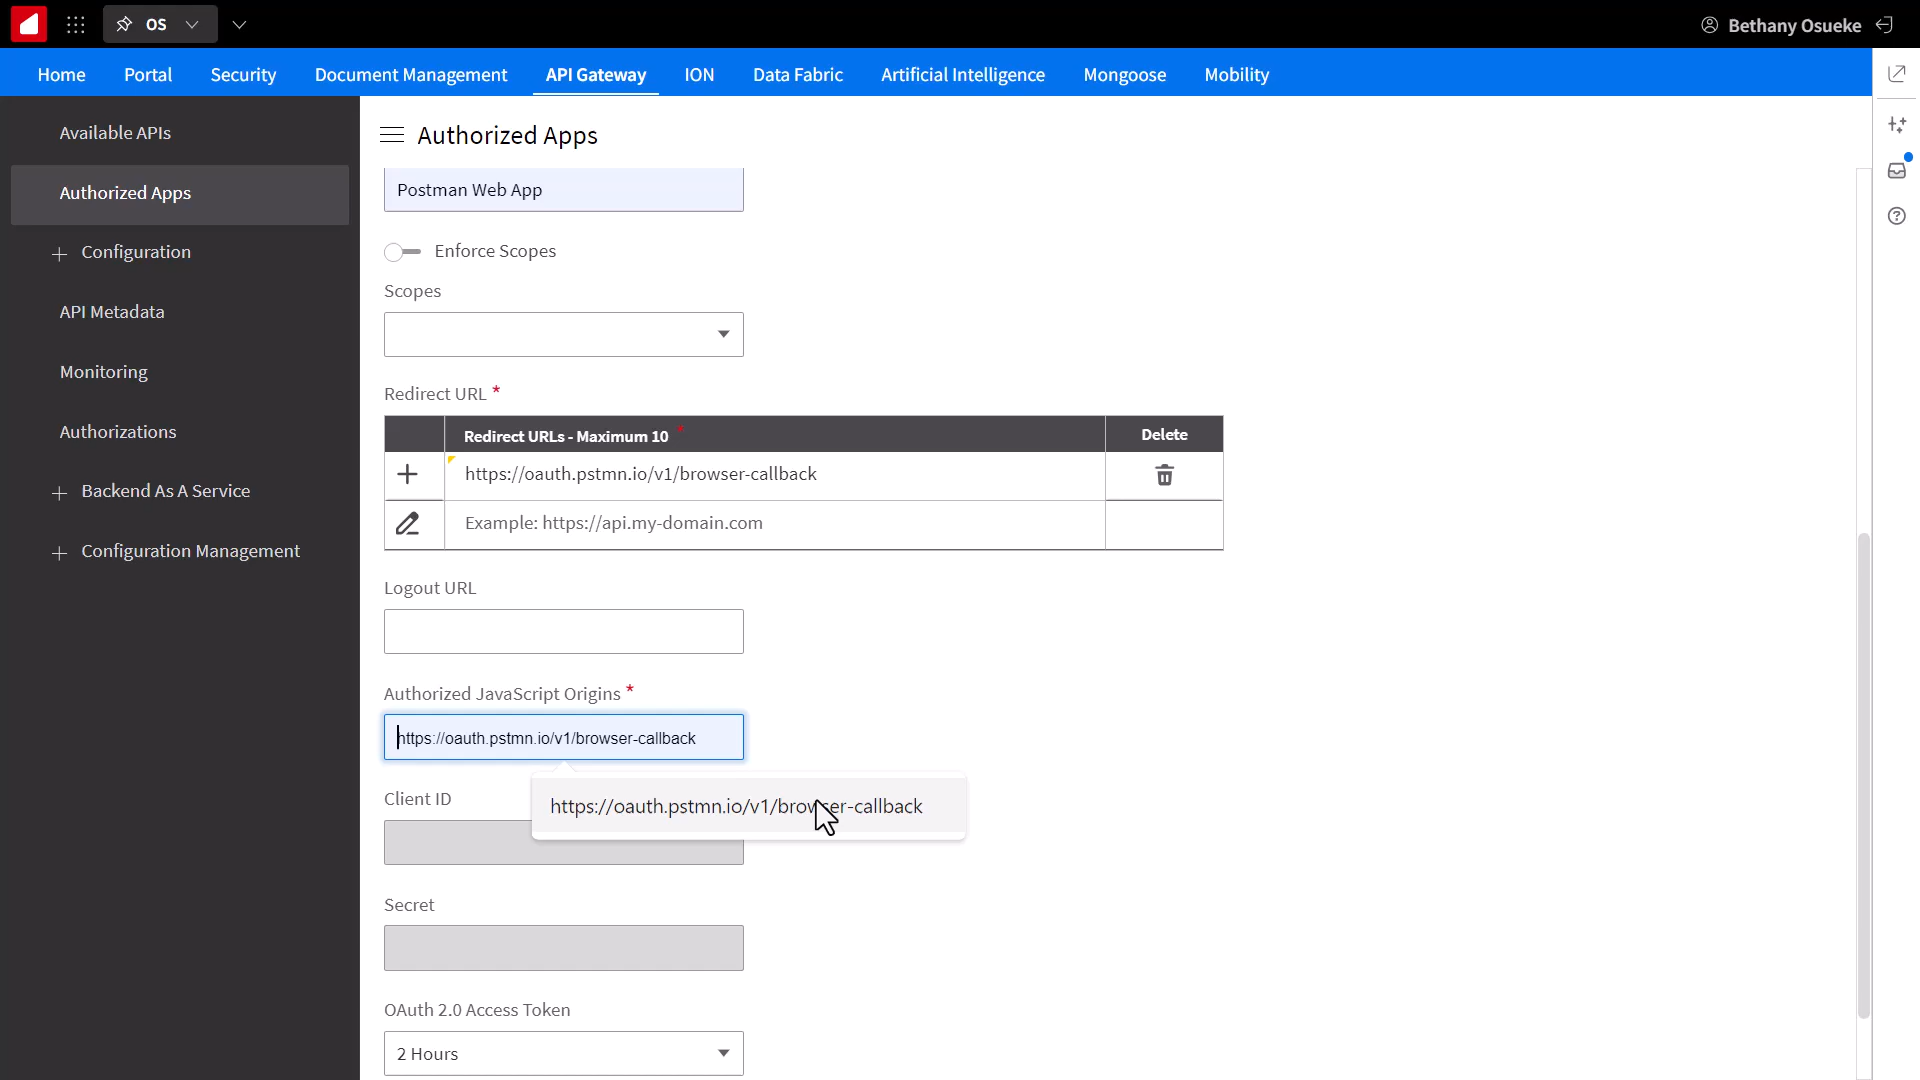 OS
Bethany Osueke
Home
Portal
Security
Document Management
API Gateway
ION
Data Fabric
Artificial Intelligence
Mongoose
Mobility
Available APIs
Authorized Apps
Configuration
API Metadata
Monitoring
Authorizations
Backend As A Service
Configuration Management
Authorized Apps
Postman Web App
Enforce Scopes
Scopes
Redirect URL *
Redirect URLs - Maximum 10 *
Delete
https://oauth.pstmn.io/v1/browser-callback
Example: https://api.my-domain.com
Logout URL
Authorized JavaScript Origins *
https://oauth.pstmn.io/v1/browser-callback
https://oauth.pstmn.io/v1/browser-callback
Client ID
Secret
OAuth 2.0 Access Token
2 Hours